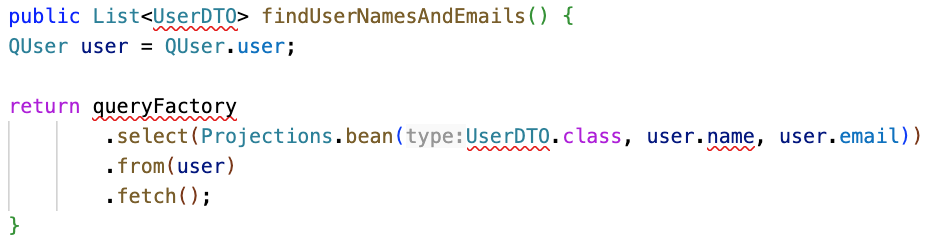 public List<UserDTO> findUserNamesAndEmails() {
QUser user = QUser.user;
return queryFactory
.select(Projections.bean(type:UserDTO.class, user.name, user.email))
.from(user)
.fetch();
}